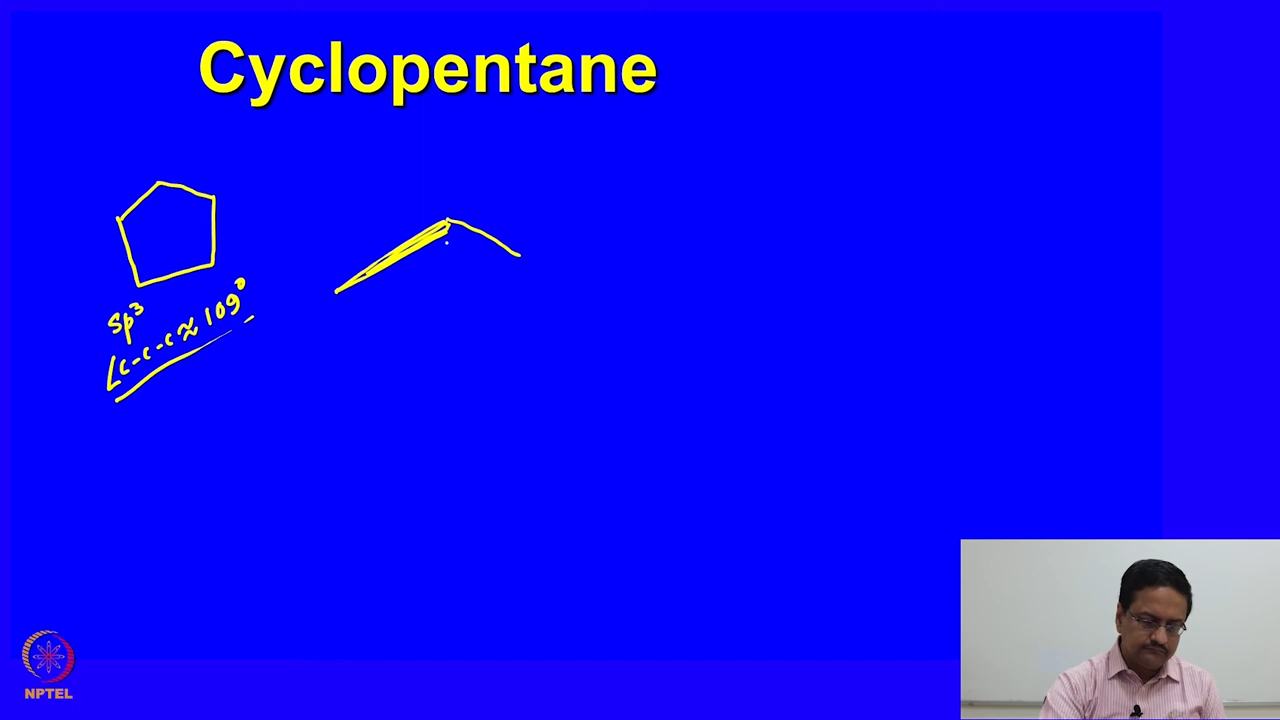 Cyclopentane
Sp³
∠C-C-C ≈ 109°
NPTEL